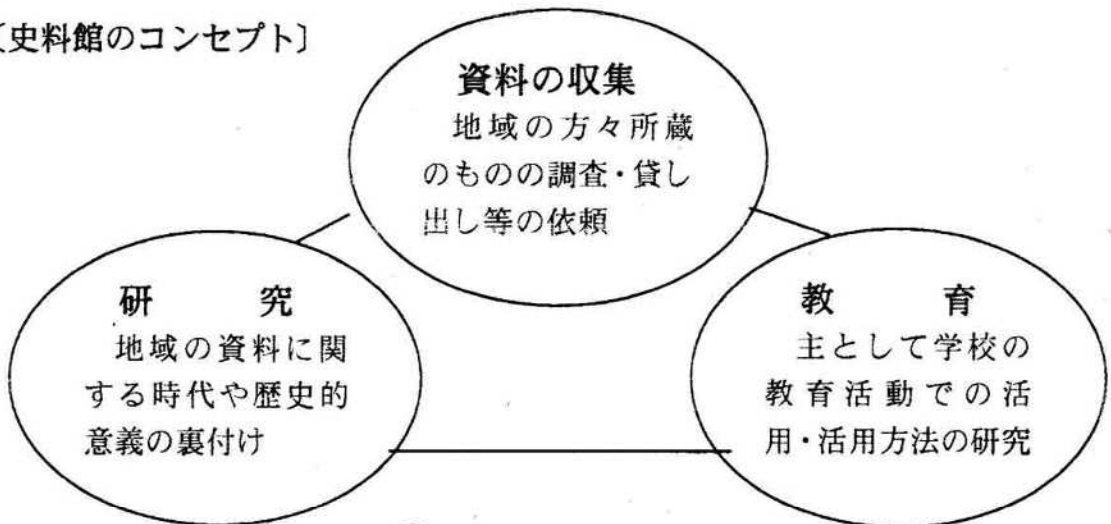 〔史料館のコンセプト〕
資料の収集
地域の方々所蔵
のものの調査・貸し
出し等の依頼
研究
地域の資料に関
する時代や歴史的
意義の裏付け
教育
主として学校の
教育活動での活
用・活用方法の研究